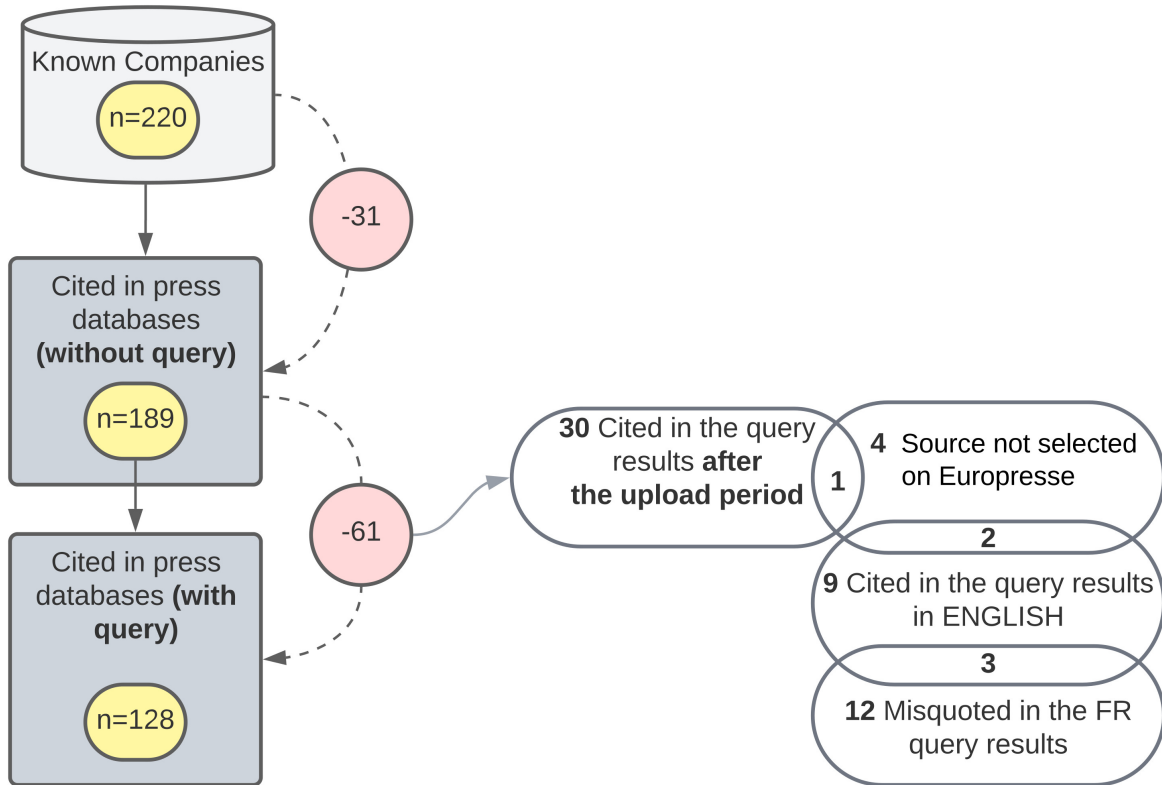 Known Companies
n=220
-31
Cited in press
databases
(without query)
n=189
-61
Cited in press
databases (with
query)
n=128
30 Cited in the query
results after
the upload period
1
4 Source not selected
on Europresse
2
9 Cited in the query results
in ENGLISH
3
12 Misquoted in the FR
query results